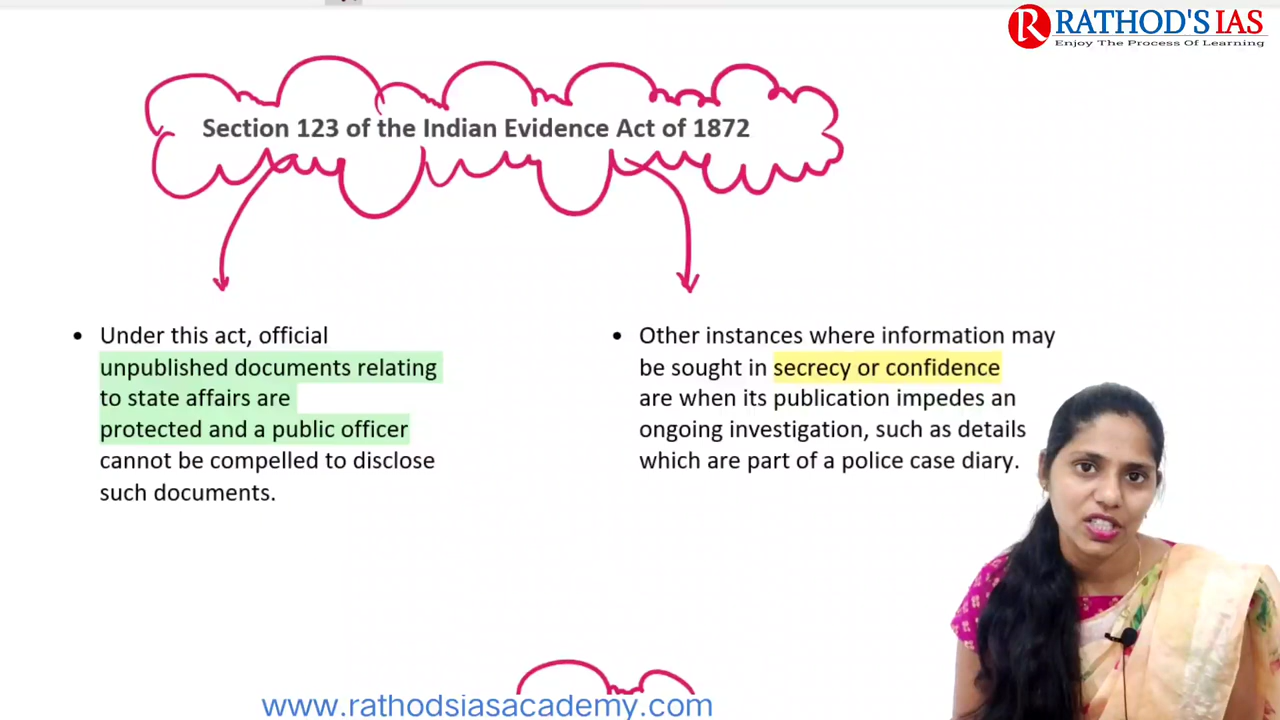 RATHOD'S IAS
Enjoy The Process Of Learning
Section 123 of the Indian Evidence Act of 1872
• Under this act, official
unpublished documents relating
to state affairs are
protected and a public officer
cannot be compelled to disclose
such documents.
• Other instances where information may
be sought in secrecy or confidence
are when its publication impedes an
ongoing investigation, such as details
which are part of a police case diary.
www.rathodsiasacademy.com